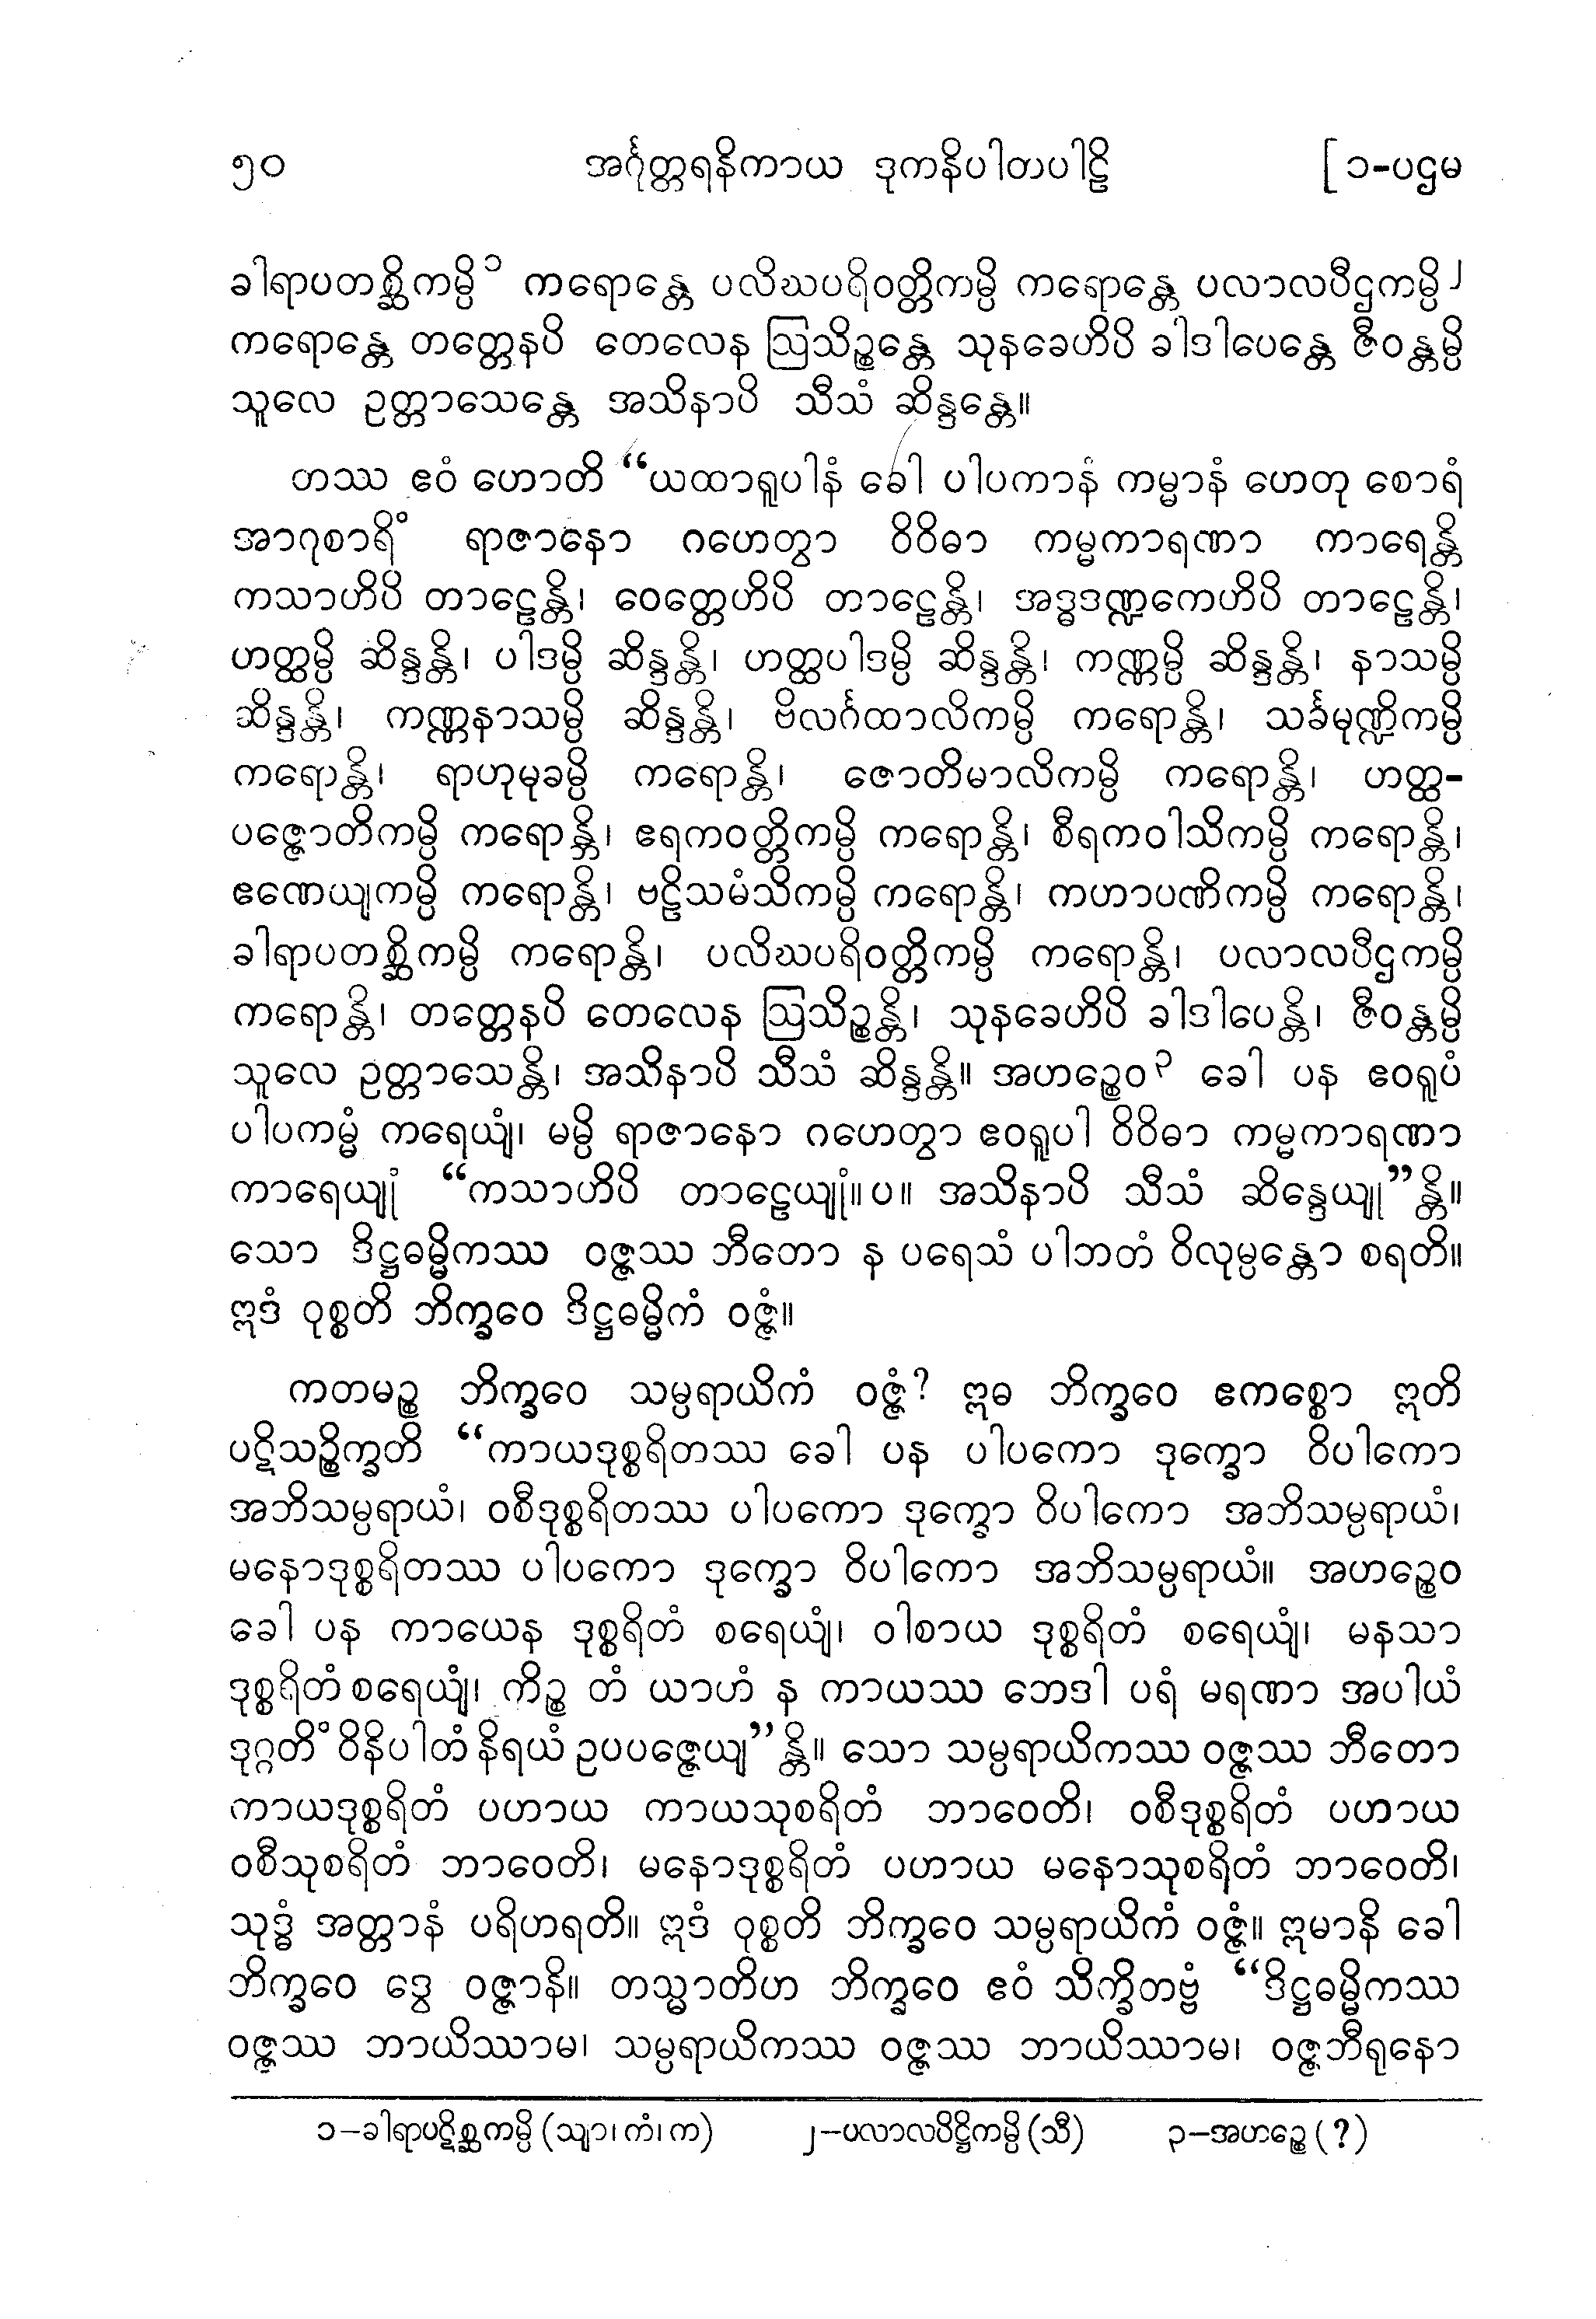 ၅၀ အင်္ဂုတ္တရနိကာယ ဒုကနိပါတပါဠိ [ ၁-ပဌမ
ခါရာပတစ္ဆိကမ္ပိ၁ ကရောန္တေ ပလိဃပရိဝတ္တိကမ္ပိ ကရောန္တေ ပလာလပီဌကမ္ပိ၂
ကရောန္တေ တတ္တေနပိ တေလေန ဩသိဉ္စန္တေ သုနခေဟိပိ ခါဒါပေန္တေ ဇီဝန္တမ္ပိ
သူလေ ဥတ္တာသေန္တေ အသိနာပိ သီသံ ဆိန္ဒန္တေ။
တဿ ဧဝံ ဟောတိ “ယထာရူပါနံ ခေါ ပါပကာနံ ကမ္မာနံ ဟေတု စောရံ
အာဂုစာရိံ ရာဇာနော ဂဟေတွာ ဝိဝိဓာ ကမ္မကာရဏာ ကာရေန္တိ
ကသာဟိပိ တာဠေန္တိ၊ ဝေတ္တေဟိပိ တာဠေန္တိ၊ အဒ္ဓဒဏ္ဍကေဟိပိ တာဠေန္တိ၊
ဟတ္ထမ္ပိ ဆိန္ဒန္တိ၊ ပါဒမ္ပိ ဆိန္ဒန္တိ၊ ဟတ္ထပါဒမ္ပိ ဆိန္ဒန္တိ၊ ကဏ္ဏမ္ပိ ဆိန္ဒန္တိ၊ နာသမ္ပိ
ဆိန္ဒန္တိ၊ ကဏ္ဏနာသမ္ပိ ဆိန္ဒန္တိ၊ ဗိလင်္ဂထာလိကမ္ပိ ကရောန္တိ၊ သင်္ခမုဏ္ဍိကမ္ပိ
ကရောန္တိ၊ ရာဟုမုခမ္ပိ ကရောန္တိ၊ ဇောတိမာလိကမ္ပိ ကရောန္တိ၊ ဟတ္ထ-
ပဇ္ဇောတိကမ္ပိ ကရောန္တိ၊ ဧရကဝတ္တိကမ္ပိ ကရောန္တိ၊ စီရကဝါသိကမ္ပိ ကရောန္တိ၊
ဧဏေယျကမ္ပိ ကရောန္တိ၊ ဗဠိသမံသိကမ္ပိ ကရောန္တိ၊ ကဟာပဏိကမ္ပိ ကရောန္တိ၊
ခါရာပတစ္ဆိကမ္ပိ ကရောန္တိ၊ ပလိဃပရိဝတ္တိကမ္ပိ ကရောန္တိ၊ ပလာလပီဌကမ္ပိ
ကရောန္တိ၊ တတ္တေနပိ တေလေန ဩသိဉ္စန္တိ၊ သုနခေဟိပိ ခါဒါပေန္တိ၊ ဇီဝန္တမ္ပိ
သူလေ ဥတ္တာသေန္တိ၊ အသိနာပိ သီသံ ဆိန္ဒန္တိ။ အဟဉ္စေဝ၃ ခေါ ပန ဧဝရူပံ
ပါပကမ္မံ ကရေယျံ၊ မမ္ပိ ရာဇာနော ဂဟေတွာ ဧဝရူပါ ဝိဝိဓာ ကမ္မကာရဏာ
ကာရေယျုံ “ကသာဟိပိ တာဠေယျုံ။ပ။ အသိနာပိ သီသံ ဆိန္ဒေယျု”န္တိ။
သော ဒိဋ္ဌဓမ္မိကဿ ဝဇ္ဇဿ ဘီတော န ပရေသံ ပါဘတံ ဝိလုမ္ပန္တော စရတိ။
ဣဒံ ဝုစ္စတိ ဘိက္ခဝေ ဒိဋ္ဌဓမ္မိကံ ဝဇ္ဇံ။
ကတမဉ္စ ဘိက္ခဝေ သမ္ပရာယိကံ ဝဇ္ဇံ? ဣဓ ဘိက္ခဝေ ဧကစ္စော ဣတိ
ပဋိသဉ္စိက္ခတိ “ကာယဒုစ္စရိတဿ ခေါ ပန ပါပကော ဒုက္ခော ဝိပါကော
အဘိသမ္ပရာယံ၊ ဝစီဒုစ္စရိတဿ ပါပကော ဒုက္ခော ဝိပါကော အဘိသမ္ပရာယံ၊
မနောဒုစ္စရိတဿ ပါပကော ဒုက္ခော ဝိပါကော အဘိသမ္ပရာယံ။ အဟဉ္စေဝ
ခေါ ပန ကာယေန ဒုစ္စရိတံ စရေယျံ၊ ဝါစာယ ဒုစ္စရိတံ စရေယျံ၊ မနသာ
ဒုစ္စရိတံ စရေယျံ၊ ကိဉ္စ တံ ယာဟံ န ကာယဿ ဘေဒါ ပရံ မရဏာ အပါယံ
ဒုဂ္ဂတိံ ဝိနိပါတံ နိရယံ ဥပပဇ္ဇေယျ”န္တိ။ သော သမ္ပရာယိကဿ ဝဇ္ဇဿ ဘီတော
ကာယဒုစ္စရိတံ ပဟာယ ကာယသုစရိတံ ဘာဝေတိ၊ ဝစီဒုစ္စရိတံ ပဟာယ
ဝစီသုစရိတံ ဘာဝေတိ၊ မနောဒုစ္စရိတံ ပဟာယ မနောသုစရိတံ ဘာဝေတိ၊
သုဒ္ဓံ အတ္တာနံ ပရိဟရတိ။ ဣဒံ ဝုစ္စတိ ဘိက္ခဝေ သမ္ပရာယိကံ ဝဇ္ဇံ။ ဣမာနိ ခေါ
ဘိက္ခဝေ ဒွေ ဝဇ္ဇာနိ။ တသ္မာတိဟ ဘိက္ခဝေ ဧဝံ သိက္ခိတဗ္ဗံ “ဒိဋ္ဌဓမ္မိကဿ
ဝဇ္ဇဿ ဘာယိဿာမ၊ သမ္ပရာယိကဿ ဝဇ္ဇဿ ဘာယိဿာမ၊ ဝဇ္ဇဘီရုနော
၁–ခါရာပဋိစ္ဆကမ္ပိ (သျာ၊ ကံ၊ က) ၂–ပလာလပိဋ္ဌိကမ္ပိ (သီ) ၃–အဟဉ္စေ (?)